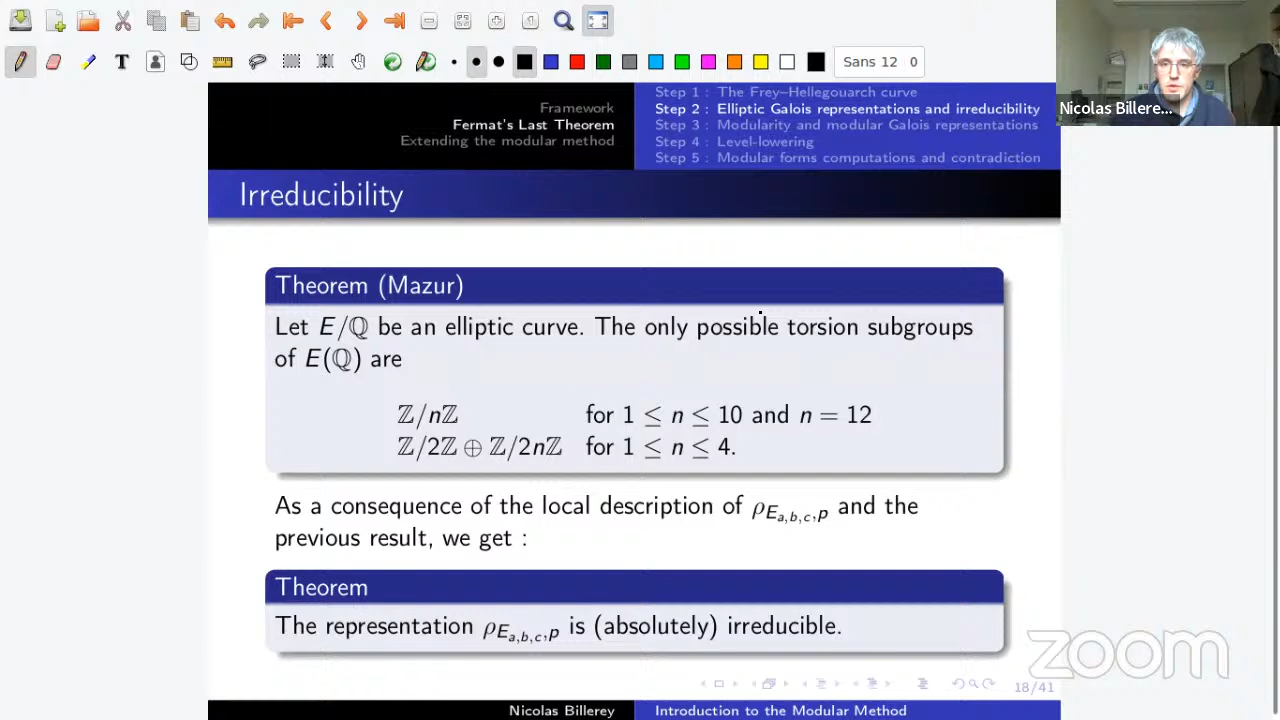 Sans 12 0
Nicolas Billere...
Framework
Fermat's Last Theorem
Extending the modular method
Step 1 : The Frey–Hellegouarch curve
Step 2 : Elliptic Galois representations and irreducibility
Step 3 : Modularity and modular Galois representations
Step 4 : Level-lowering
Step 5 : Modular forms computations and contradiction
Irreducibility
Theorem (Mazur)
Let E/ℚ be an elliptic curve. The only possible torsion subgroups
of E(ℚ) are
ℤ/nℤ for 1 ≤ n ≤ 10 and n = 12
ℤ/2ℤ ⊕ ℤ/2nℤ for 1 ≤ n ≤ 4.
As a consequence of the local description of ρ_{E_{a,b,c},p} and the
previous result, we get :
Theorem
The representation ρ_{E_{a,b,c},p} is (absolutely) irreducible.
zoom
18/41
Nicolas Billerey Introduction to the Modular Method